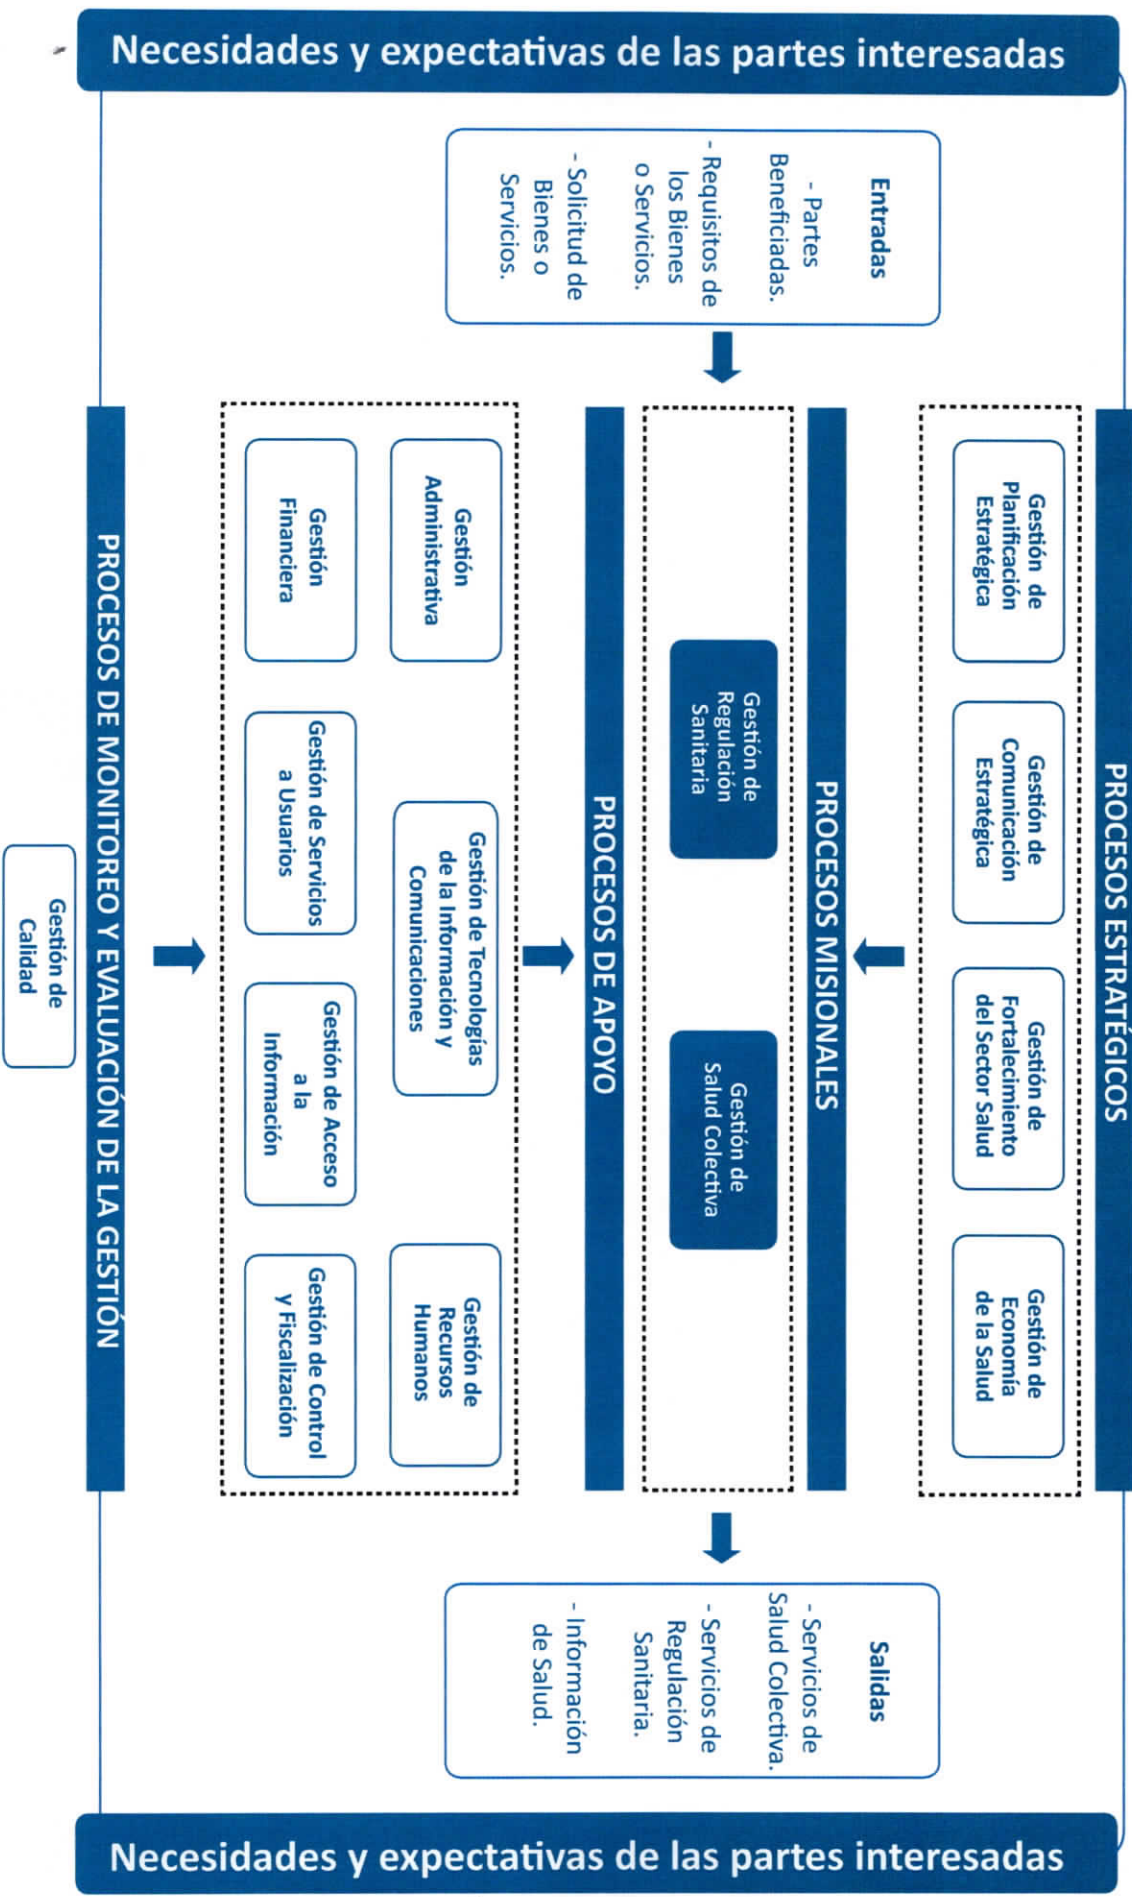 Necesidades y expectativas de las partes interesadas
PROCESOS ESTRATÉGICOS
Gestión de
Planificación
Estratégica
Gestión de
Comunicación
Estratégica
Gestión de
Fortalecimiento
del Sector Salud
Gestión de
Economía
de la Salud
Entradas
- Partes
Beneficiadas.
- Requisitos de
los Bienes
o Servicios.
- Solicitud de
Bienes o
Servicios.
PROCESOS MISIONALES
Gestión de
Regulación
Sanitaria
Gestión de
Salud Colectiva
Salidas
- Servicios de
Salud Colectiva.
- Servicios de
Regulación
Sanitaria.
- Información
de Salud.
PROCESOS DE APOYO
Gestión
Administrativa
Gestión de Tecnologías
de la Información y
Comunicaciones
Gestión de
Recursos
Humanos
Gestión
Financiera
Gestión de Servicios
a Usuarios
Gestión de Acceso
a la
Información
Gestión de Control
y Fiscalización
PROCESOS DE MONITOREO Y EVALUACIÓN DE LA GESTIÓN
Gestión de
Calidad
Necesidades y expectativas de las partes interesadas